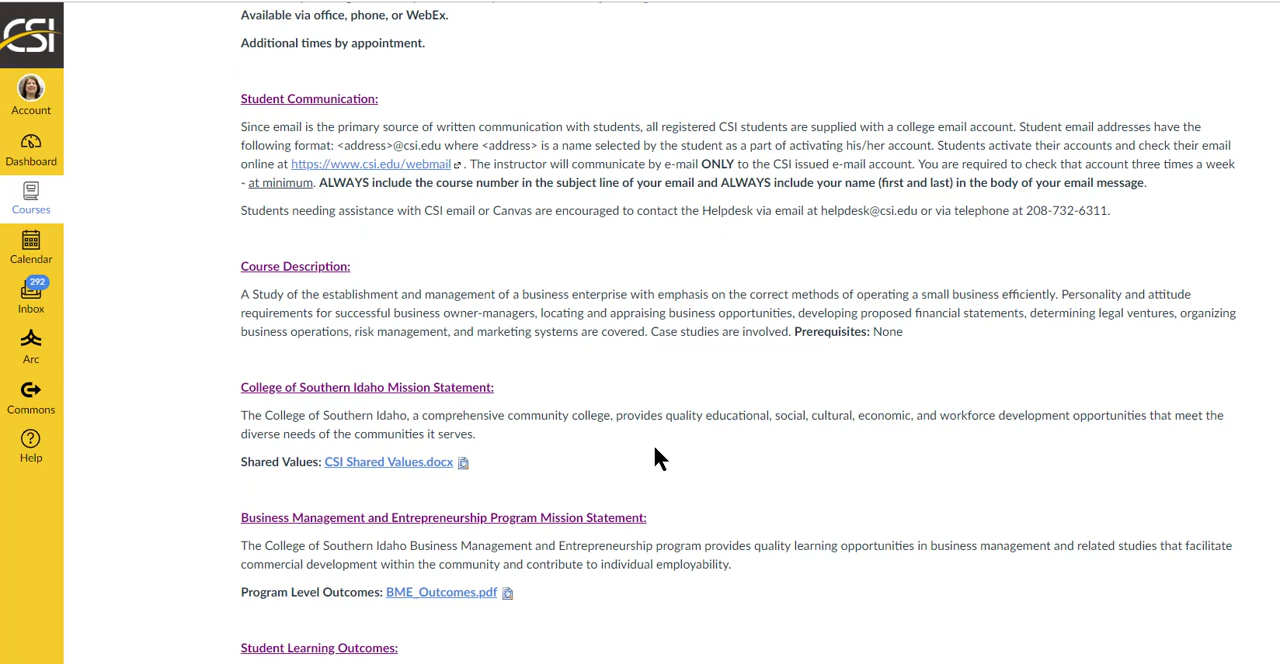 CSI
Account
Dashboard
Courses
Calendar
292
Inbox
Arc
Commons
?
Help
Available via office, phone, or WebEx.
Additional times by appointment.
Student Communication:
Since email is the primary source of written communication with students, all registered CSI students are supplied with a college email account. Student email addresses have the
following format: <address>@csi.edu where <address> is a name selected by the student as a part of activating his/her account. Students activate their accounts and check their email
online at https://www.csi.edu/webmail . The instructor will communicate by e-mail ONLY to the CSI issued e-mail account. You are required to check that account three times a week
- at minimum. ALWAYS include the course number in the subject line of your email and ALWAYS include your name (first and last) in the body of your email message.
Students needing assistance with CSI email or Canvas are encouraged to contact the Helpdesk via email at helpdesk@csi.edu or via telephone at 208-732-6311.
Course Description:
A Study of the establishment and management of a business enterprise with emphasis on the correct methods of operating a small business efficiently. Personality and attitude
requirements for successful business owner-managers, locating and appraising business opportunities, developing proposed financial statements, determining legal ventures, organizing
business operations, risk management, and marketing systems are covered. Case studies are involved. Prerequisites: None
College of Southern Idaho Mission Statement:
The College of Southern Idaho, a comprehensive community college, provides quality educational, social, cultural, economic, and workforce development opportunities that meet the
diverse needs of the communities it serves.
Shared Values: CSI Shared Values.docx
Business Management and Entrepreneurship Program Mission Statement:
The College of Southern Idaho Business Management and Entrepreneurship program provides quality learning opportunities in business management and related studies that facilitate
commercial development within the community and contribute to individual employability.
Program Level Outcomes: BME_Outcomes.pdf
Student Learning Outcomes: